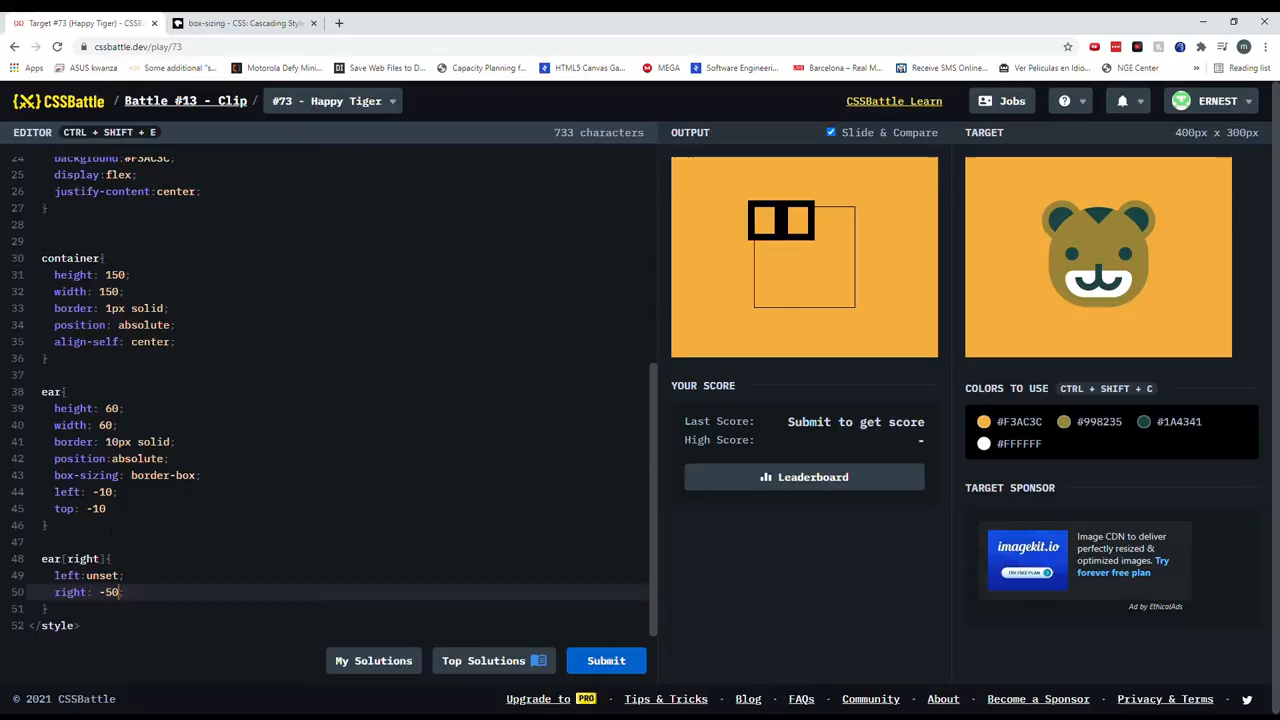 Target #73 (Happy Tiger) - CSSB
box-sizing - CSS: Cascading Style
cssbattle.dev/play/73
Apps
ASUS kwanza
Some additional "s...
Motorola Defy Mini...
Save Web Files to D...
Capacity Planning f...
HTML5 Canvas Ga...
MEGA
Software Engineeri...
Barcelona – Real M...
Receive SMS Online...
Ver Peliculas en Idio...
NGE Center
»
Reading list
{X} CSSBattle / Battle #13 - Clip / #73 - Happy Tiger
CSSBattle Learn
Jobs
ERNEST
EDITOR CTRL + SHIFT + E 733 characters
OUTPUT Slide & Compare
TARGET 400px x 300px
24 background:#F3AC3C;
25 display:flex;
26 justify-content:center;
27 }
28
29
30 container{
31 height: 150;
32 width: 150;
33 border: 1px solid;
34 position: absolute;
35 align-self: center;
36 }
37
38 ear{
39 height: 60;
40 width: 60;
41 border: 10px solid;
42 position:absolute;
43 box-sizing: border-box;
44 left: -10;
45 top: -10
46 }
47
48 ear[right]{
49 left:unset;
50 right: -50;
51 }
52 </style>
YOUR SCORE
Last Score: Submit to get score
High Score: -
Leaderboard
COLORS TO USE CTRL + SHIFT + C
#F3AC3C #998235 #1A4341
#FFFFFF
TARGET SPONSOR
imagekit.io
TRY FREE PLAN
Image CDN to deliver
perfectly resized &
optimized images. Try
forever free plan
Ad by EthicalAds
My Solutions
Top Solutions
Submit
© 2021 CSSBattle
Upgrade to PRO
Tips & Tricks
Blog
FAQs
Community
About
Become a Sponsor
Privacy & Terms